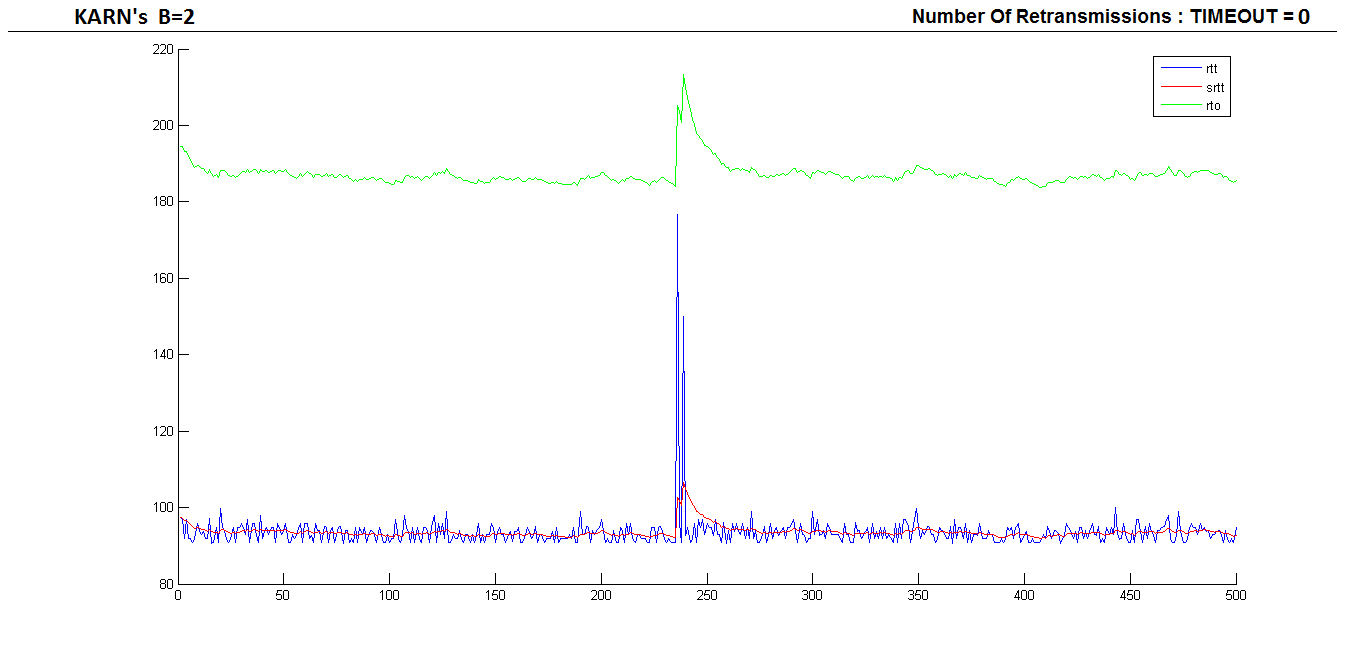 KARN's B=2
Number Of Retransmissions : TIMEOUT = 0
220
200
180
160
140
120
100
80
0 50 100 150 200 250 300 350 400 450 500
rtt
srtt
rto